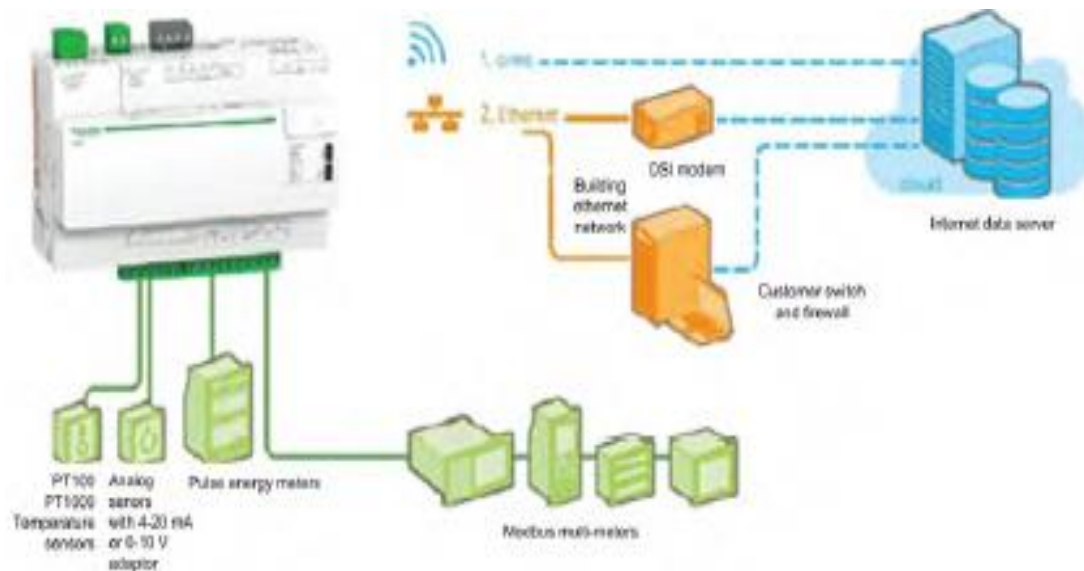 1. GPRS
2. Ethernet
DSl modem
Building
ethernet
network
cloud
Internet data server
Customer switch
and firewall
PT100
PT1000
Temperature
sensors
Analog
sensors
with 4-20 mA
or 0-10 V
adaptor
Pulse energy meters
Modbus multi-meters